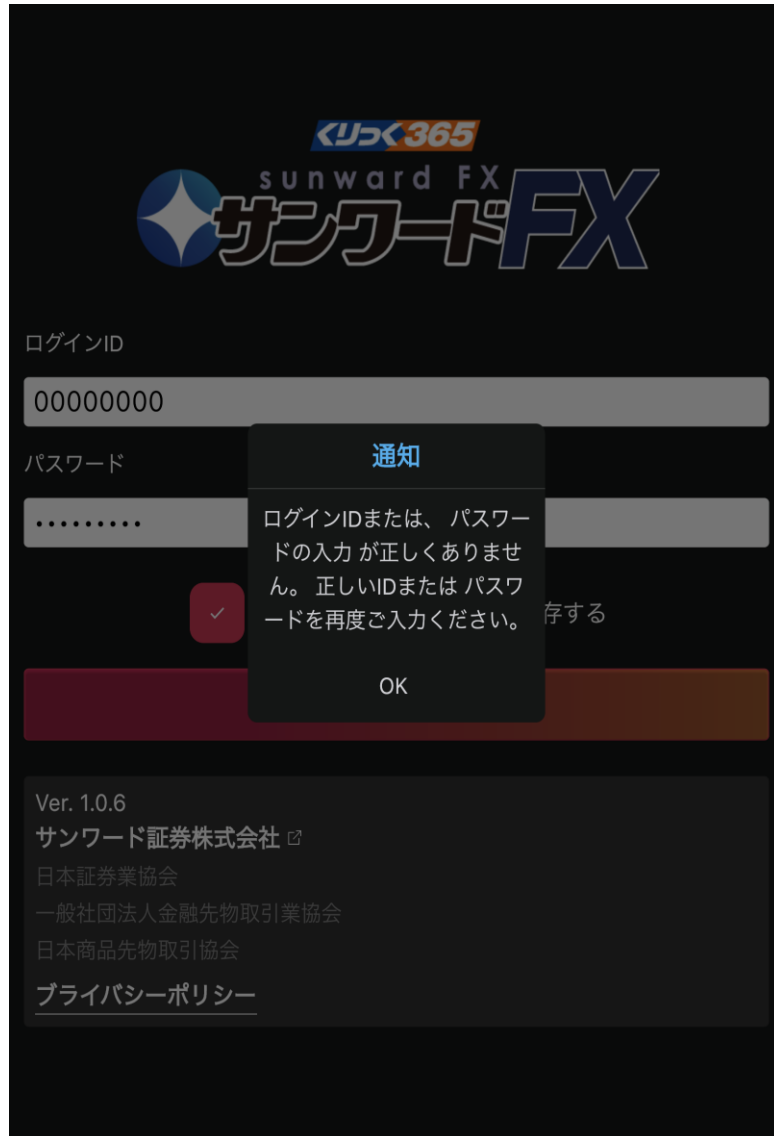 くりっく365
sunward FX
サンワードFX
ログインID
00000000
パスワード
通知
ログインIDまたは、 パスワー
ドの入力 が正しくありませ
ん。 正しいIDまたは パスワ
ードを再度ご入力ください。
存する
OK
Ver. 1.0.6
サンワード証券株式会社
日本証券業協会
一般社団法人金融先物取引業協会
日本商品先物取引協会
プライバシーポリシー